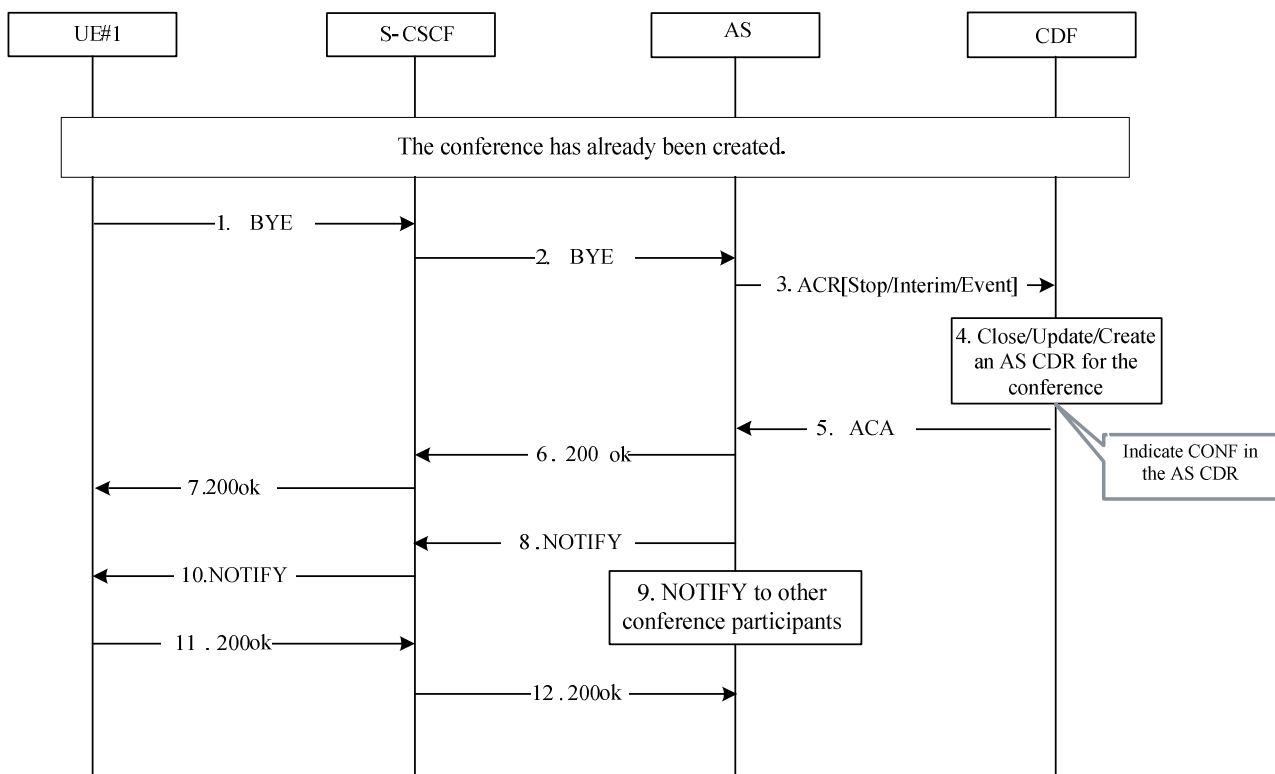 UE#1
S-CSCF
AS
CDF
The conference has already been created.
1. BYE
2. BYE
3. ACR[Stop/Interim/Event]
4. Close/Update/Create
an AS CDR for the
conference
5. ACA
Indicate CONF in
the AS CDR
6. 200 ok
7.200ok
8.NOTIFY
10.NOTIFY
9. NOTIFY to other
conference participants
11 . 200ok
12.200ok